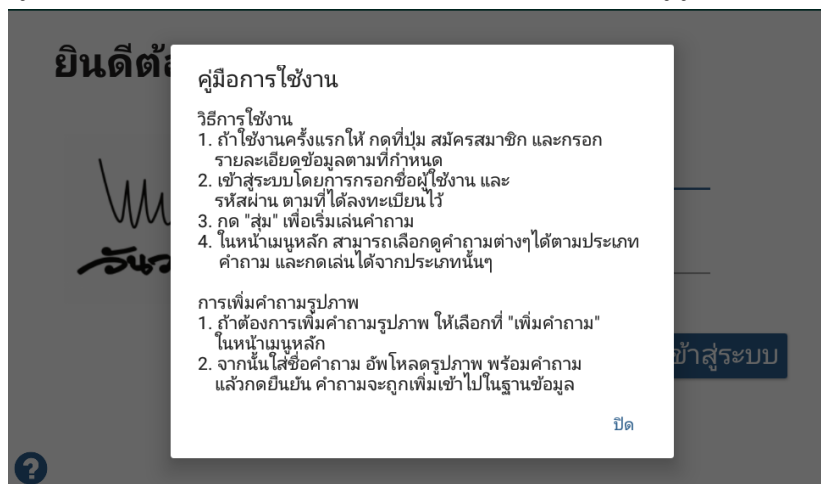 ยินดีต้
คู่มือการใช้งาน
วิธีการใช้งาน
1. ถ้าใช้งานครั้งแรกให้ กดที่ปุ่ม สมัครสมาชิก และกรอก
รายละเอียดข้อมูลตามที่กำหนด
2. เข้าสู่ระบบโดยการกรอกชื่อผู้ใช้งาน และ
รหัสผ่าน ตามที่ได้ลงทะเบียนไว้
3. กด "สุ่ม" เพื่อเริ่มเล่นคำถาม
4. ในหน้าเมนูหลัก สามารถเลือกดูคำถามต่างๆได้ตามประเภท
คำถาม และกดเล่นได้จากประเภทนั้นๆ
การเพิ่มคำถามรูปภาพ
1. ถ้าต้องการเพิ่มคำถามรูปภาพ ให้เลือกที่ "เพิ่มคำถาม"
ในหน้าเมนูหลัก
2. จากนั้นใส่ชื่อคำถาม อัพโหลดรูปภาพ พร้อมคำถาม
แล้วกดยืนยัน คำถามจะถูกเพิ่มเข้าไปในฐานข้อมูล
ข้าสู่ระบบ
ปิด
?